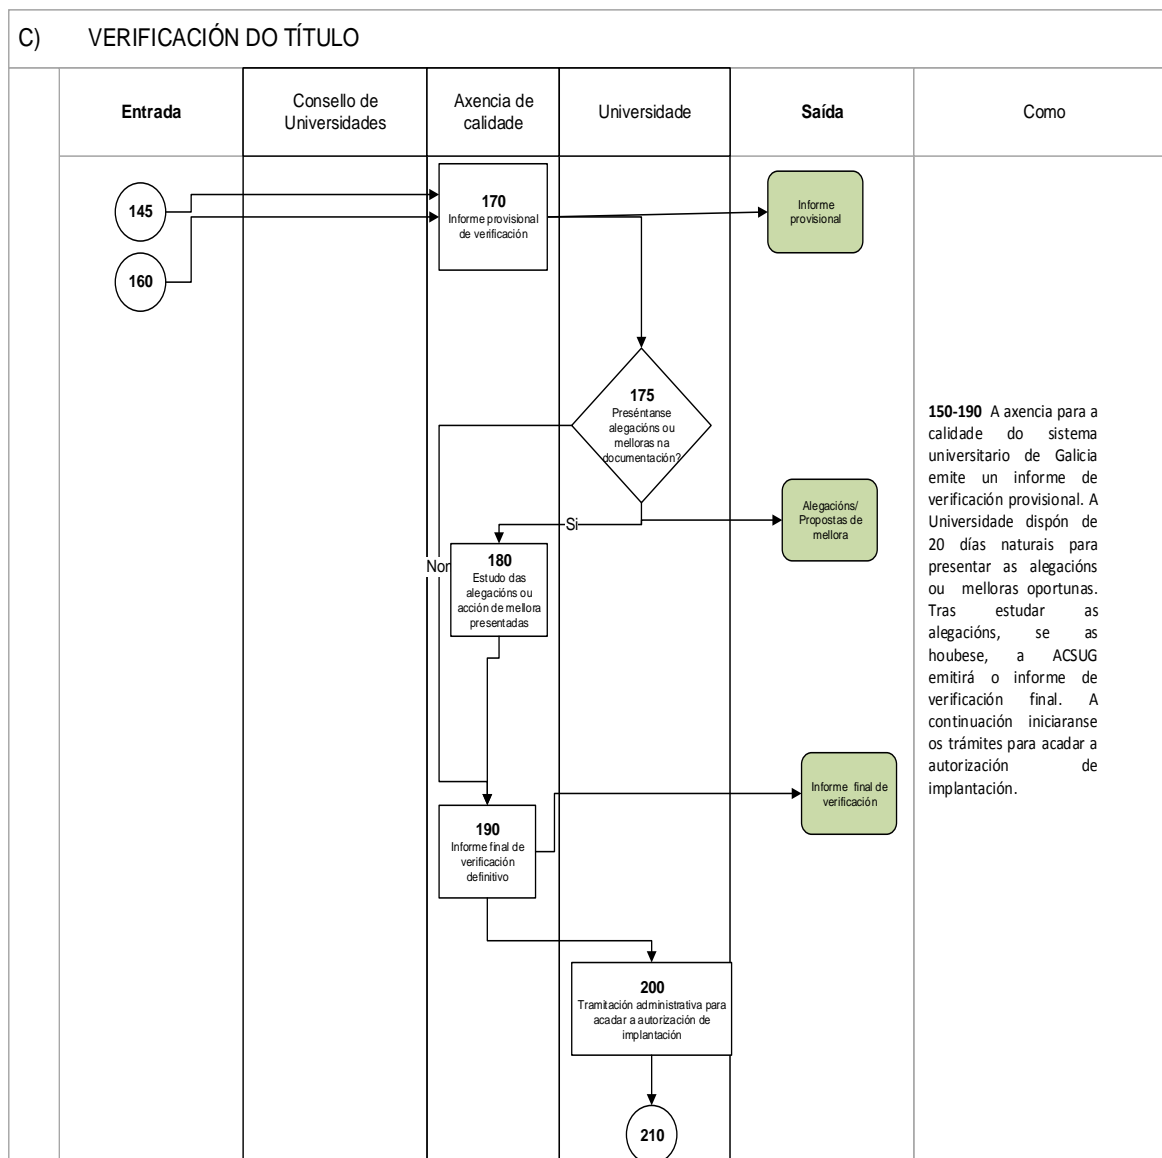 C) VERIFICACIÓN DO TÍTULO
Entrada
Consello de
Universidades
Axencia de
calidade
Universidade
Saída
Como
145
160
170
Informe provisional
de verificación
Informe
provisional
175
Preséntanse
alegacións ou
melloras na
documentación?
Si
Non
Alegacións/
Propostas de
mellora
180
Estudo das
alegacións ou
acción de mellora
presentadas
190
Informe final de
verificación
definitivo
Informe final de
verificación
200
Tramitación administrativa para
acadar a autorización de
implantación
210
150-190 A axencia para a
calidade do sistema
universitario de Galicia
emite un informe de
verificación provisional. A
Universidade dispón de
20 días naturais para
presentar as alegacións
ou melloras oportunas.
Tras estudar as
alegacións, se as
houbese, a ACSUG
emitirá o informe de
verificación final. A
continuación iniciaranse
os trámites para acadar a
autorización de
implantación.